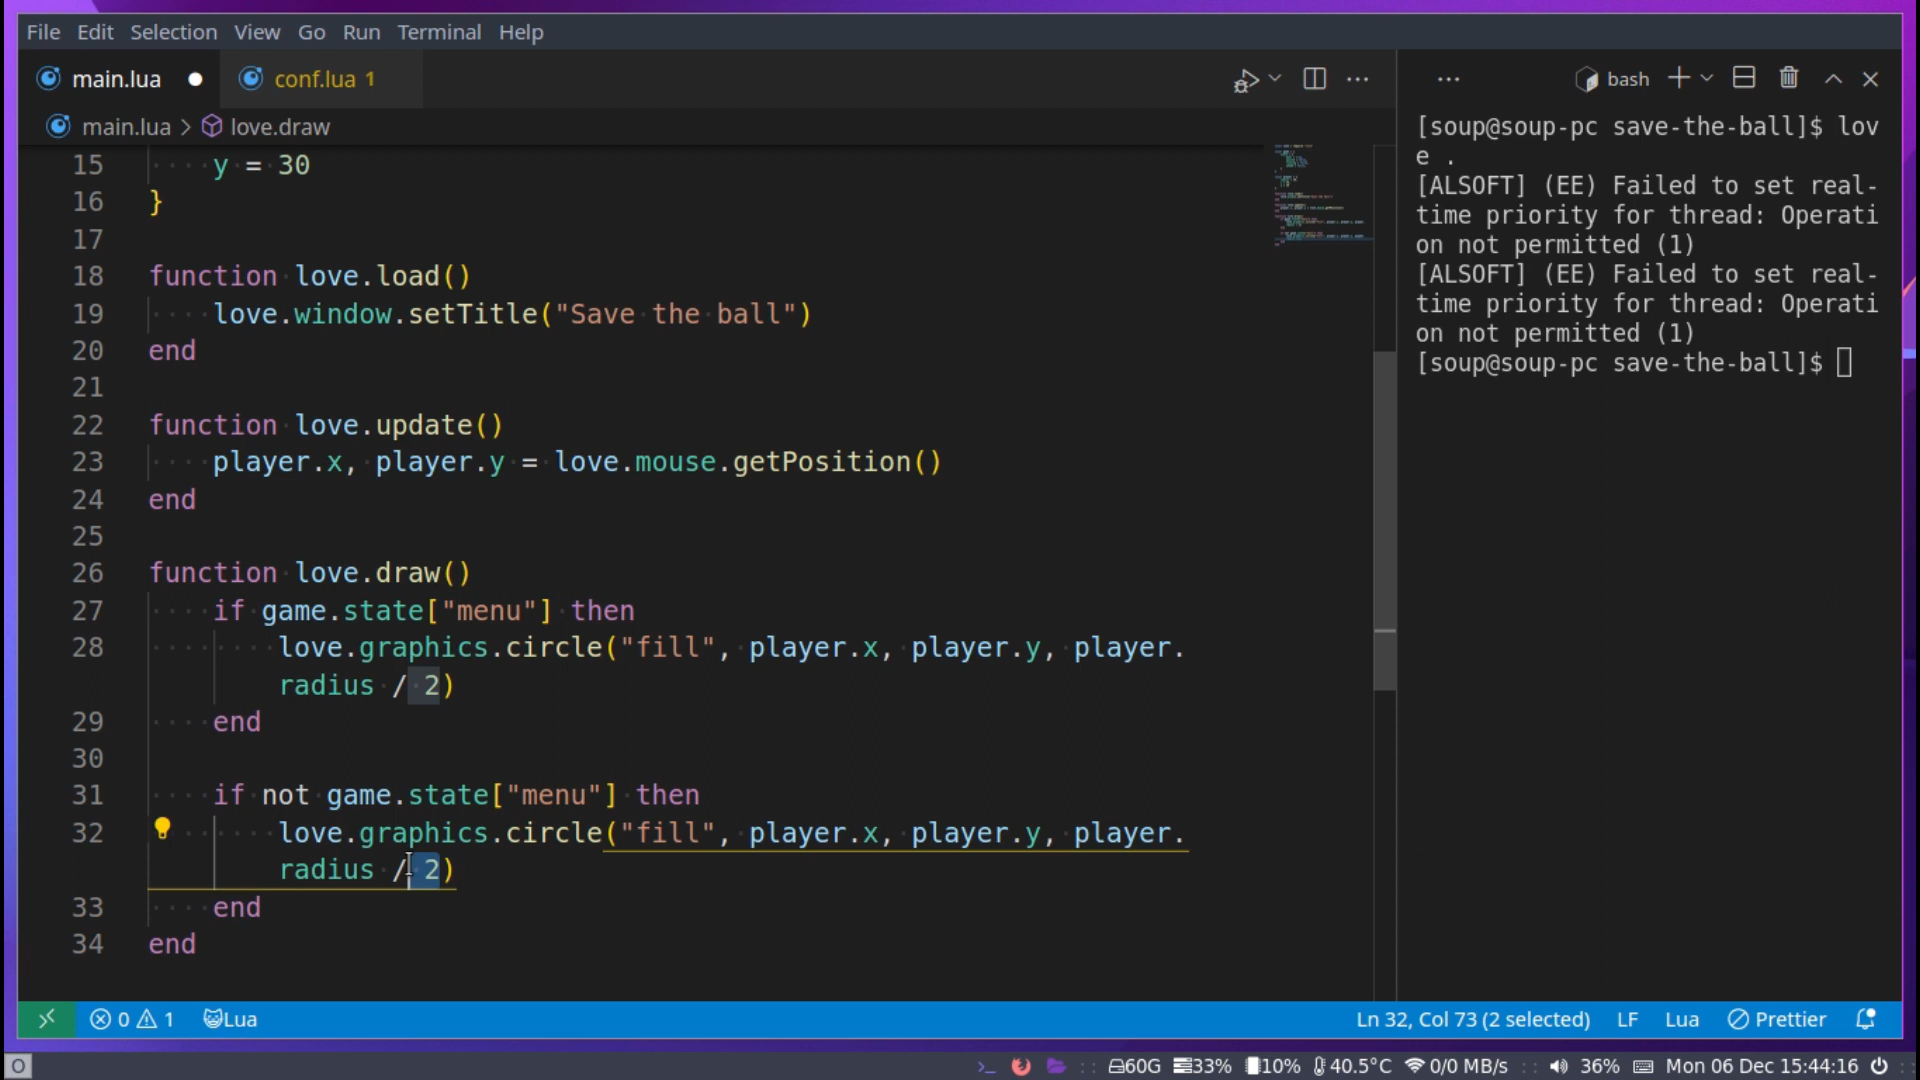 File Edit Selection View Go Run Terminal Help
main.lua
conf.lua 1
bash
main.lua > love.draw
15 y = 30
16 }
17
18 function love.load()
19 love.window.setTitle("Save the ball")
20 end
21
22 function love.update()
23 player.x, player.y = love.mouse.getPosition()
24 end
25
26 function love.draw()
27 if game.state["menu"] then
28 love.graphics.circle("fill", player.x, player.y, player.
radius / 2)
29 end
30
31 if not game.state["menu"] then
32 love.graphics.circle("fill", player.x, player.y, player.
radius / 2)
33 end
34 end
[soup@soup-pc save-the-ball]$ lov
e .
[ALSOFT] (EE) Failed to set real-
time priority for thread: Operati
on not permitted (1)
[ALSOFT] (EE) Failed to set real-
time priority for thread: Operati
on not permitted (1)
[soup@soup-pc save-the-ball]$
0 1 Lua
Ln 32, Col 73 (2 selected) LF Lua Prettier
O
60G 33% 10% 40.5°C 0/0 MB/s 36% Mon 06 Dec 15:44:16